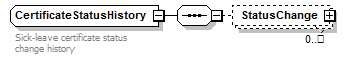 CertificateStatusHistory
StatusChange
Sick-leave certificate status
change history
0..